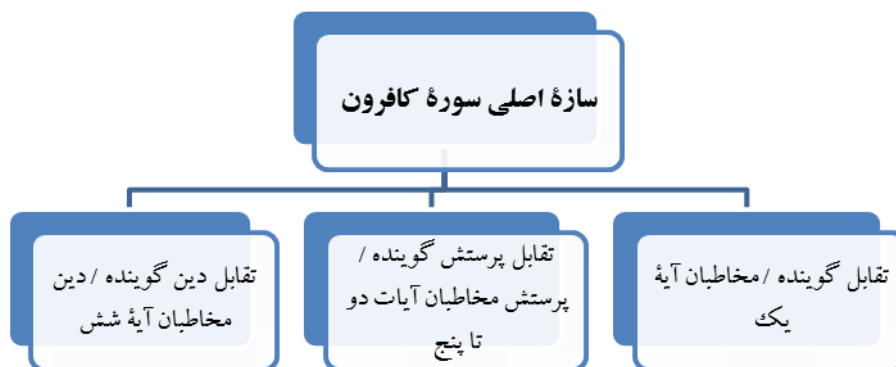 سازهٔ اصلی سورهٔ کافرون
تقابل گوینده / مخاطبان آیهٔ
یک
تقابل پرستش گوینده /
پرستش مخاطبان آیات دو
تا پنج
تقابل دین گوینده / دین
مخاطبان آیهٔ شش